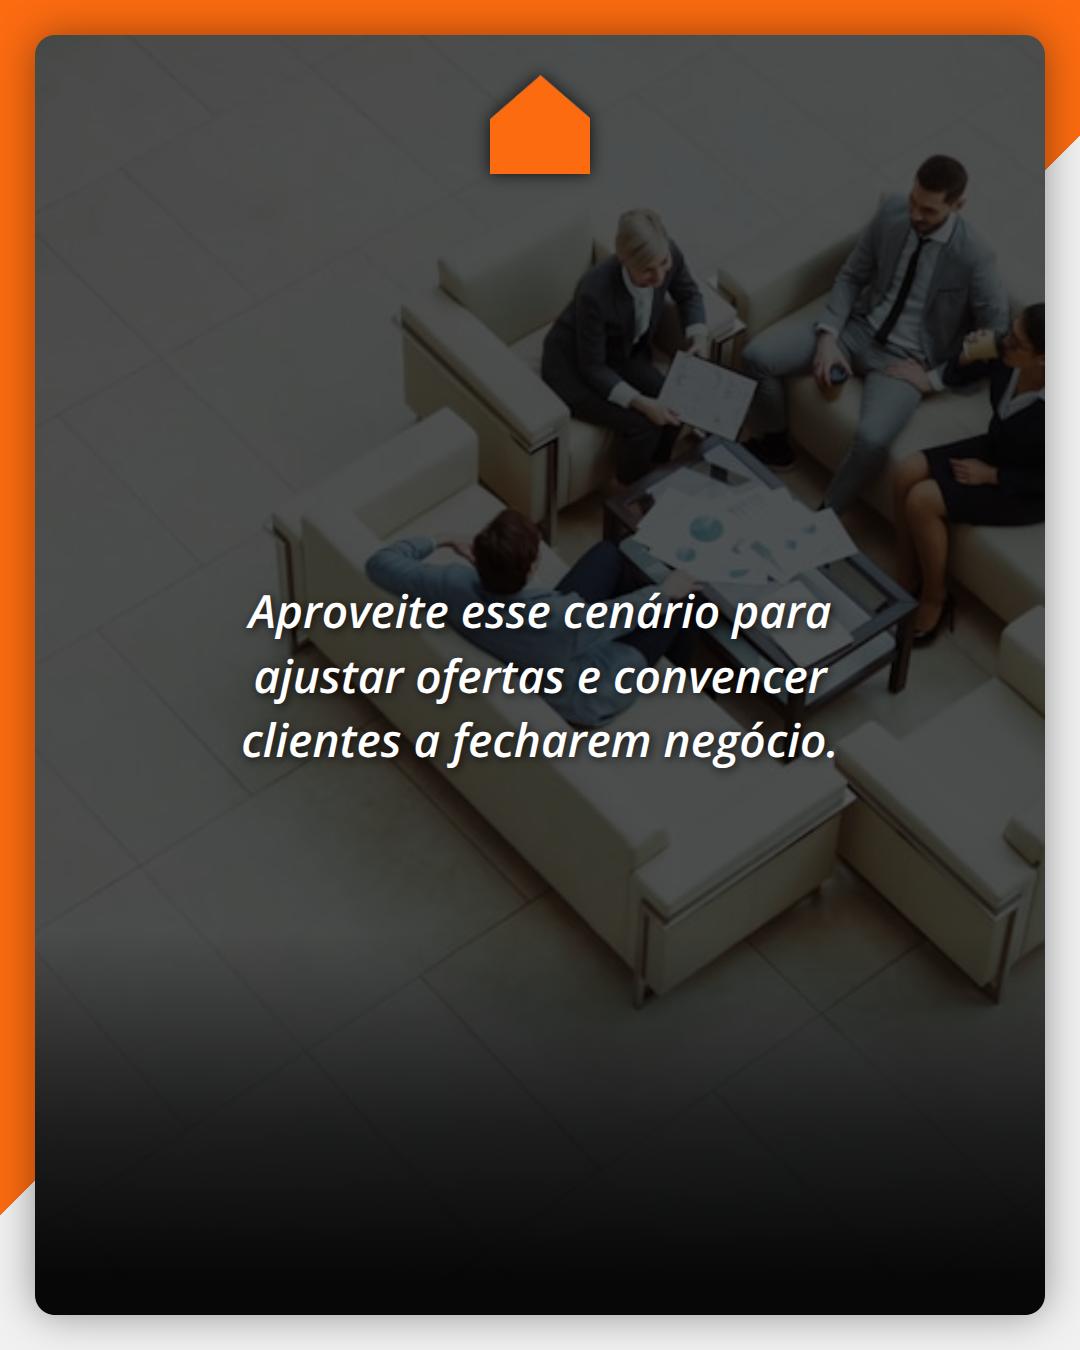 Aproveite esse cenário para
ajustar ofertas e convencer
clientes a fecharem negócio.